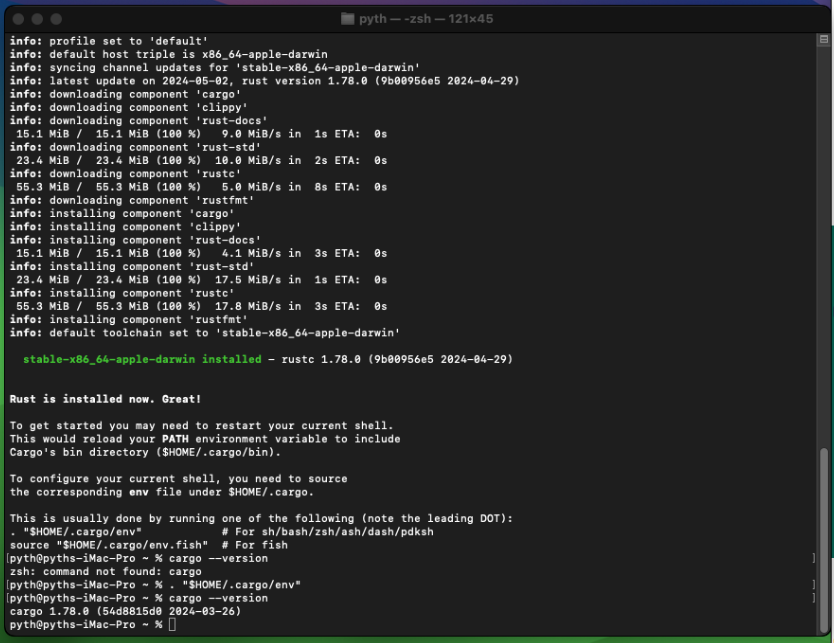 pyth — -zsh — 121×45
info: profile set to 'default'
info: default host triple is x86_64-apple-darwin
info: syncing channel updates for 'stable-x86_64-apple-darwin'
info: latest update on 2024-05-02, rust version 1.78.0 (9b00956e5 2024-04-29)
info: downloading component 'cargo'
info: downloading component 'clippy'
info: downloading component 'rust-docs'
 15.1 MiB /  15.1 MiB (100 %)   9.0 MiB/s in  1s ETA:  0s
info: downloading component 'rust-std'
 23.4 MiB /  23.4 MiB (100 %)  10.0 MiB/s in  2s ETA:  0s
info: downloading component 'rustc'
 55.3 MiB /  55.3 MiB (100 %)   5.0 MiB/s in  8s ETA:  0s
info: downloading component 'rustfmt'
info: installing component 'cargo'
info: installing component 'clippy'
info: installing component 'rust-docs'
 15.1 MiB /  15.1 MiB (100 %)   4.1 MiB/s in  3s ETA:  0s
info: installing component 'rust-std'
 23.4 MiB /  23.4 MiB (100 %)  17.5 MiB/s in  1s ETA:  0s
info: installing component 'rustc'
 55.3 MiB /  55.3 MiB (100 %)  17.8 MiB/s in  3s ETA:  0s
info: installing component 'rustfmt'
info: default toolchain set to 'stable-x86_64-apple-darwin'
  stable-x86_64-apple-darwin installed - rustc 1.78.0 (9b00956e5 2024-04-29)
Rust is installed now. Great!
To get started you may need to restart your current shell.
This would reload your PATH environment variable to include
Cargo's bin directory ($HOME/.cargo/bin).
To configure your current shell, you need to source
the corresponding env file under $HOME/.cargo.
This is usually done by running one of the following (note the leading DOT):
. "$HOME/.cargo/env"            # For sh/bash/zsh/ash/dash/pdksh
source "$HOME/.cargo/env.fish"  # For fish
[pyth@pyths-iMac-Pro ~ % cargo --version ]
zsh: command not found: cargo
[pyth@pyths-iMac-Pro ~ % . "$HOME/.cargo/env" ]
[pyth@pyths-iMac-Pro ~ % cargo --version ]
cargo 1.78.0 (54d8815d0 2024-03-26)
pyth@pyths-iMac-Pro ~ %